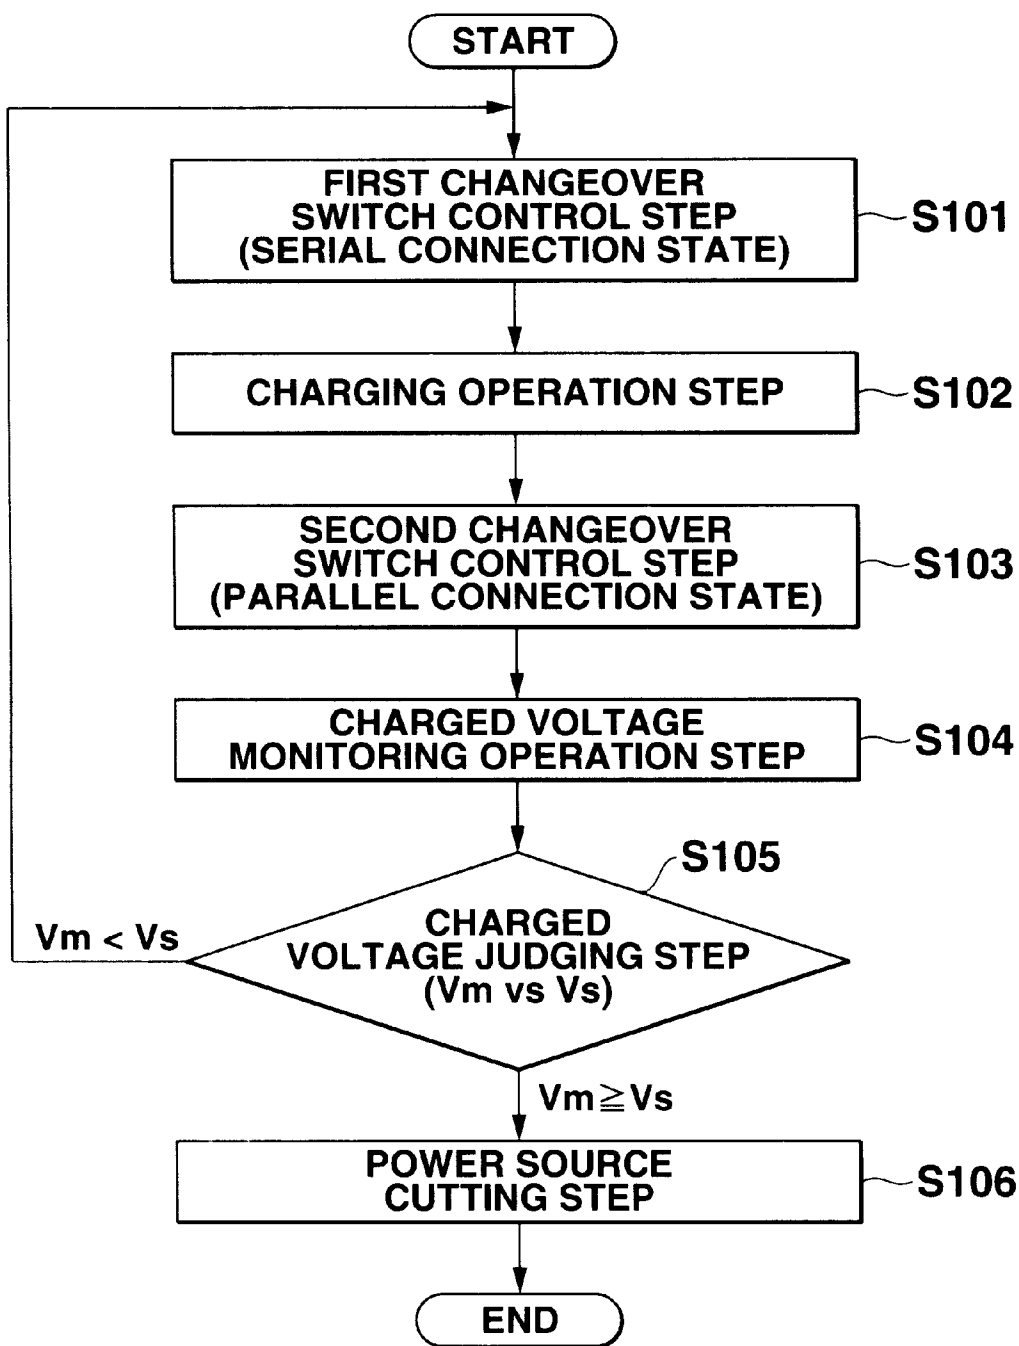 START
FIRST CHANGEOVER
SWITCH CONTROL STEP
(SERIAL CONNECTION STATE)
S101
CHARGING OPERATION STEP
S102
SECOND CHANGEOVER
SWITCH CONTROL STEP
(PARALLEL CONNECTION STATE)
S103
CHARGED VOLTAGE
MONITORING OPERATION STEP
S104
S105
CHARGED
VOLTAGE JUDGING STEP
(Vm vs Vs)
Vm < Vs
Vm ≧ Vs
POWER SOURCE
CUTTING STEP
S106
END